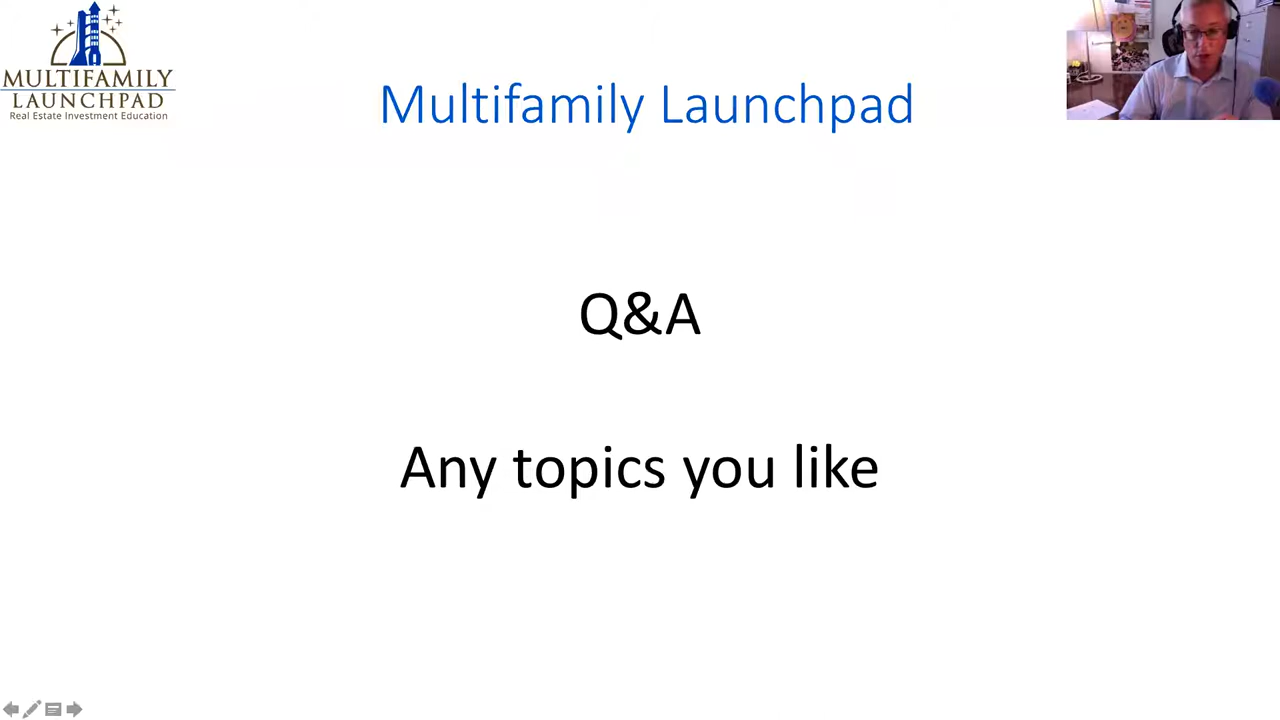 MULTIFAMILY
LAUNCHPAD
Real Estate Investment Education
Multifamily Launchpad
Q&A
Any topics you like